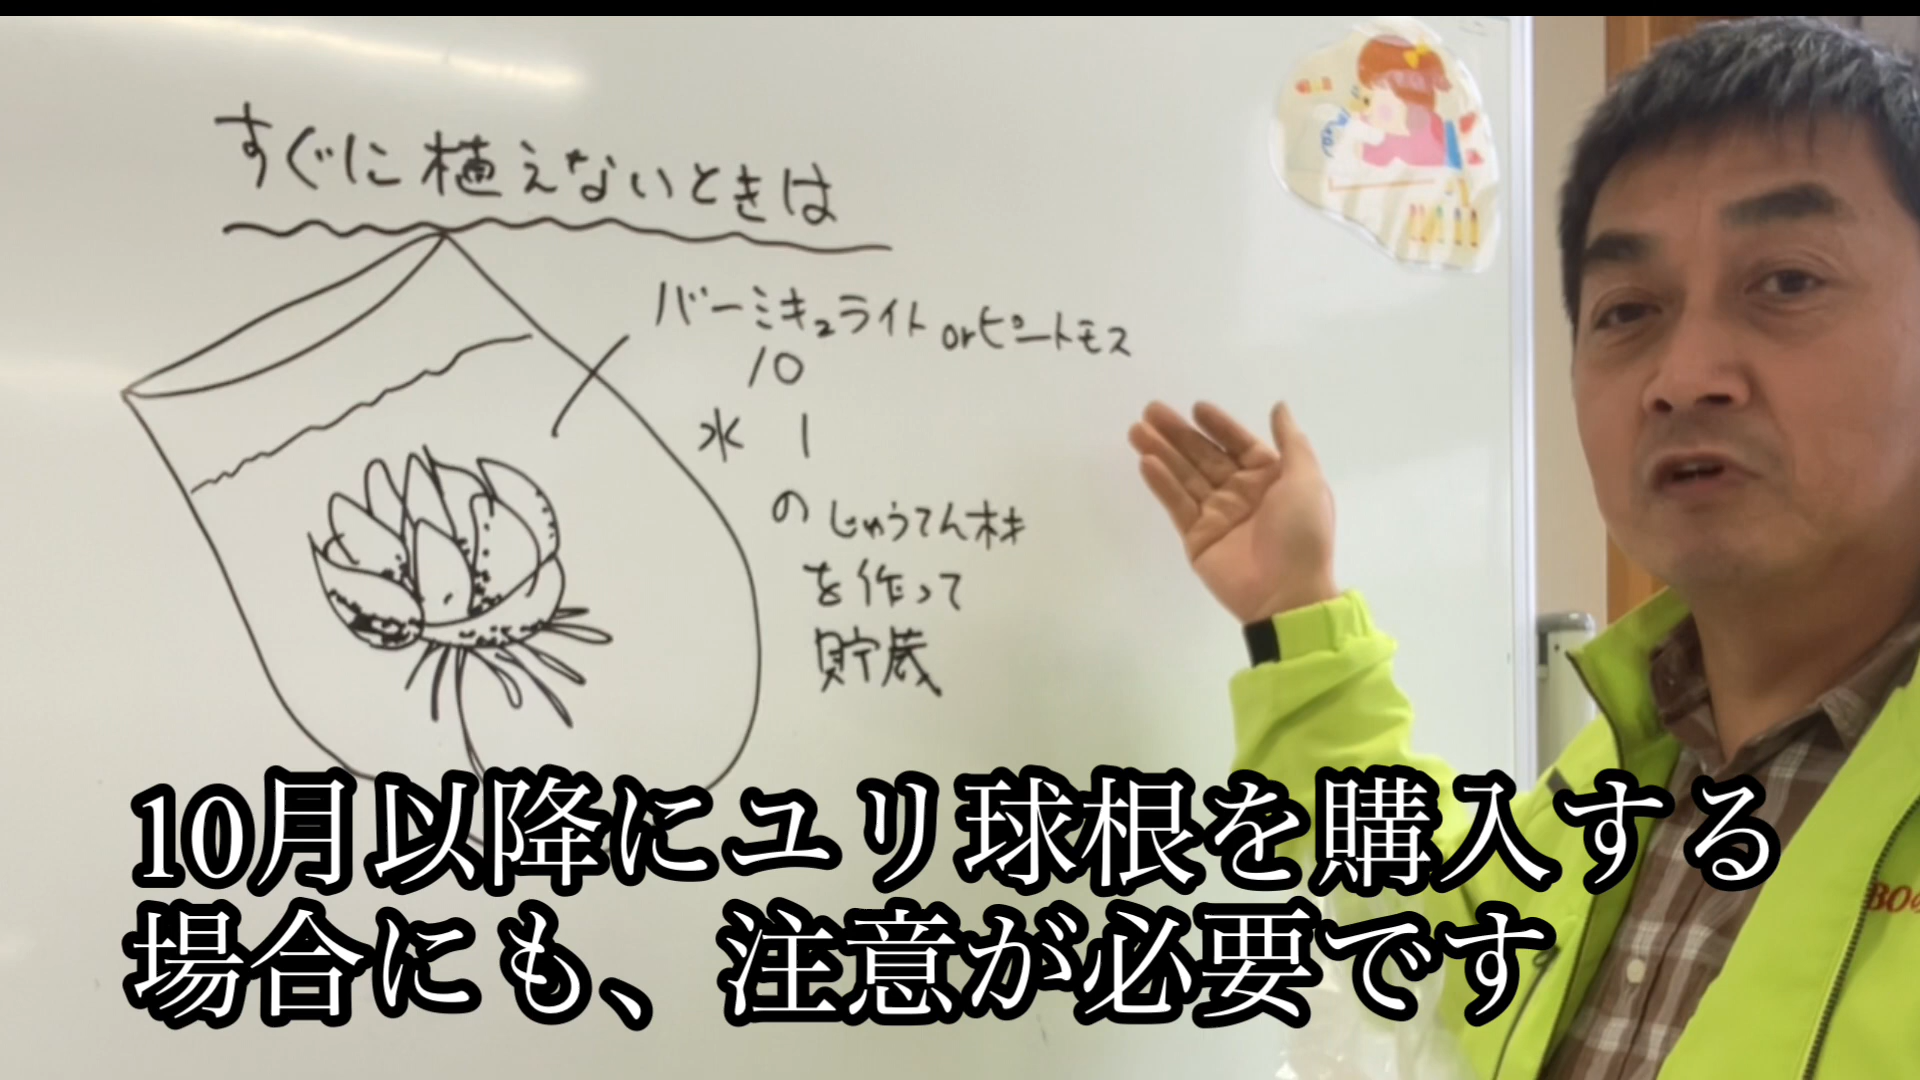 すぐに植えないときは
バーミキュライト orピートモス
10
水 1
の じゅうてん材
を作って
貯蔵
10月以降にユリ球根を購入する
場合にも、注意が必要です